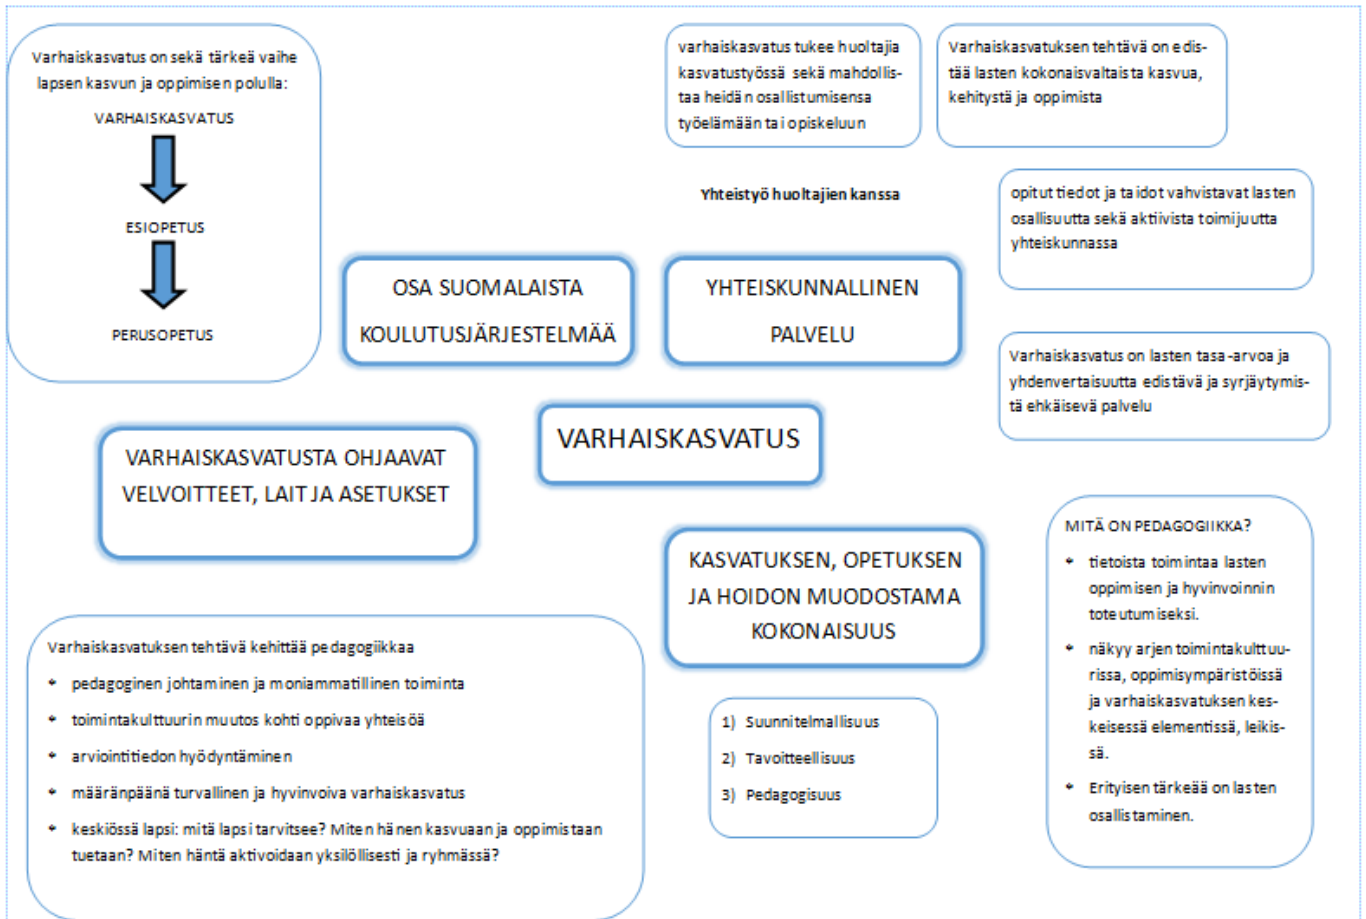 Varhaiskasvatus on sekä tärkeä vaihe
lapsen kasvun ja oppimisen polulla:
VARHAISKASVATUS
ESIOPETUS
PERUSOPETUS
varhaiskasvatus tukee huoltajia
kasvatustyössä sekä mahdollis-
taa heidän osallistumisensa
työelämään tai opiskeluun
Varhaiskasvatuksen tehtävä on edis-
tää lasten kokonaisvaltaista kasvua,
kehitystä ja oppimista
Yhteistyö huoltajien kanssa
opitut tiedot ja taidot vahvistavat lasten
osallisuutta sekä aktiivista toimijuutta
yhteiskunnassa
OSA SUOMALAISTA
KOULUTUSJÄRJESTELMÄÄ
YHTEISKUNNALLINEN
PALVELU
Varhaiskasvatus on lasten tasa-arvoa ja
yhdenvertaisuutta edistävä ja syrjäytymis-
tä ehkäisevä palvelu
VARHAISKASVATUS
VARHAISKASVATUSTA OHJAAVAT
VELVOITTEET, LAIT JA ASETUKSET
KASVATUKSEN, OPETUKSEN
JA HOIDON MUODOSTAMA
KOKONAISUUS
MITÄ ON PEDAGOGIIKKA?
• tietoista toimintaa lasten
oppimisen ja hyvinvoinnin
toteutumiseksi.
• näkyy arjen toimintakulttuu-
rissa, oppimisympäristöissä
ja varhaiskasvatuksen kes-
keisessä elementissä, leikis-
sä.
• Erityisen tärkeää on lasten
osallistaminen.
Varhaiskasvatuksen tehtävä kehittää pedagogiikkaa
• pedagoginen johtaminen ja moniammatillinen toiminta
• toimintakulttuurin muutos kohti oppivaa yhteisöä
• arviointitiedon hyödyntäminen
• määränpäänä turvallinen ja hyvinvoiva varhaiskasvatus
• keskiössä lapsi: mitä lapsi tarvitsee? Miten hänen kasvuaan ja oppimistaan
tuetaan? Miten häntä aktivoidaan yksilöllisesti ja ryhmässä?
1) Suunnitelmallisuus
2) Tavoitteellisuus
3) Pedagogisuus